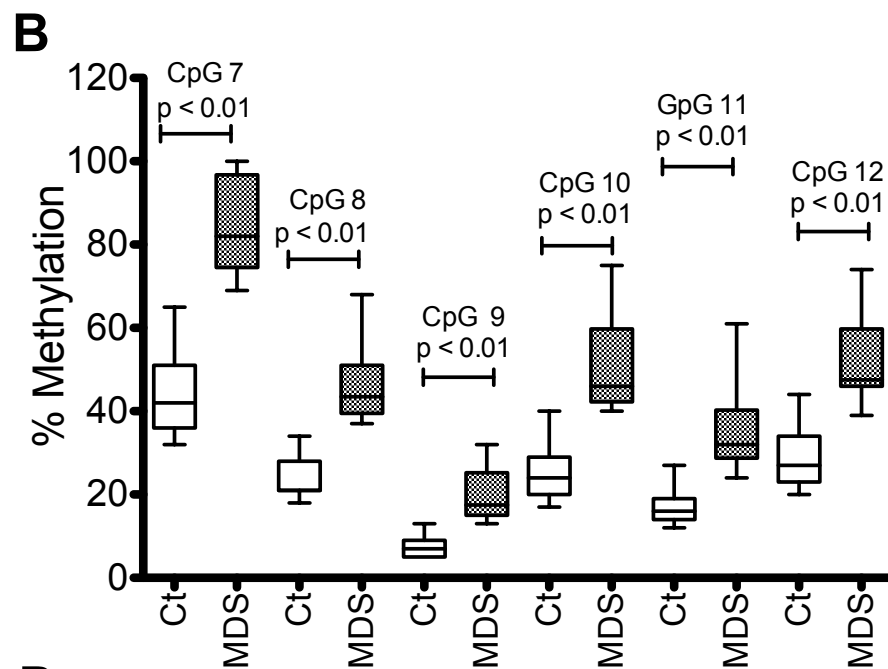 B
120
CpG 7
p < 0.01
GpG 11
p < 0.01
100
CpG 8
p < 0.01
CpG 10
p < 0.01
CpG 12
p < 0.01
80
60
CpG 9
p < 0.01
40
20
0
% Methylation
Ct
MDS
Ct
MDS
Ct
MDS
Ct
MDS
Ct
MDS
Ct
MDS